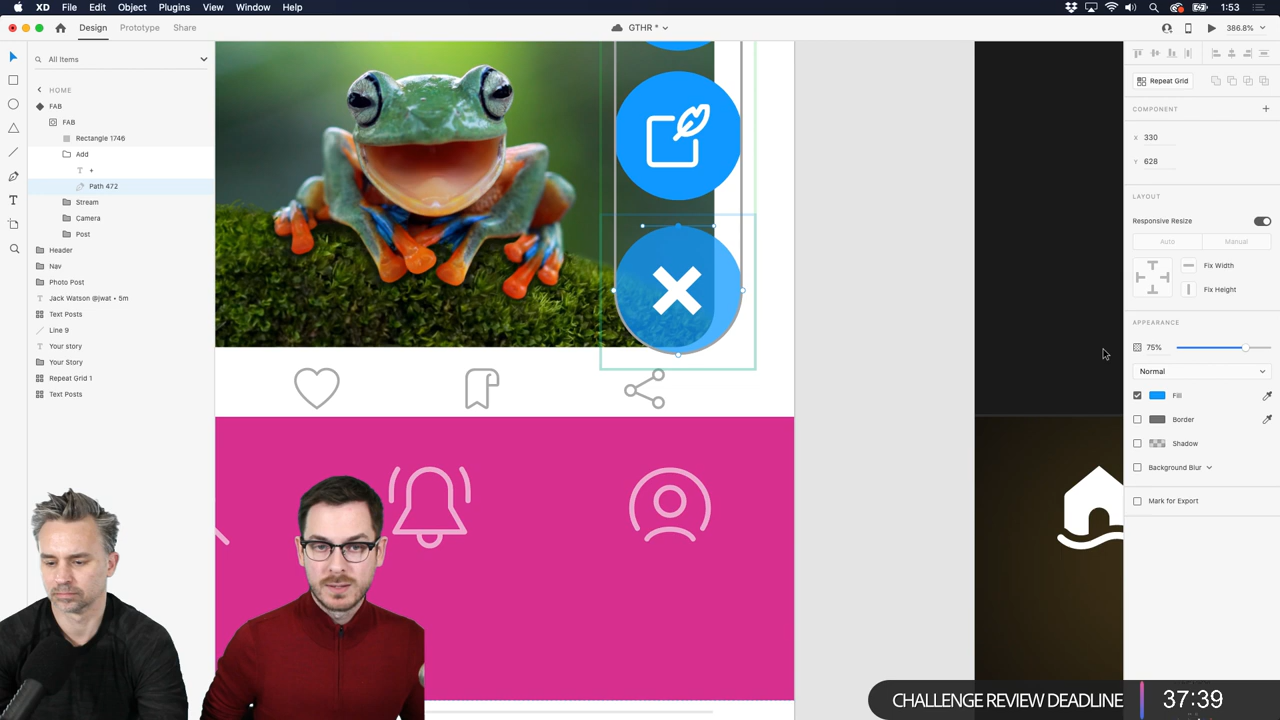 XD File Edit Object Plugins Window Help 1:53
Design Prototype Share GTHR * 386.8%
All Items
HOME
FAB
FAB
Rectangle 1746
Add
+
Path 472
Stream
Camera
Post
Header
Nav
Photo Post
Jack Watson @jwat • 5m
Text Posts
Line 9
Your story
Your Story
Repeat Grid 1
Text Posts
Repeat Grid
COMPONENT
X 330
Y 628
LAYOUT
Responsive Resize
Auto Manual
Fix Width
Fix Height
APPEARANCE
75%
Normal
Fill
Border
Shadow
Background Blur
Mark for Export
CHALLENGE REVIEW DEADLINE 37:39